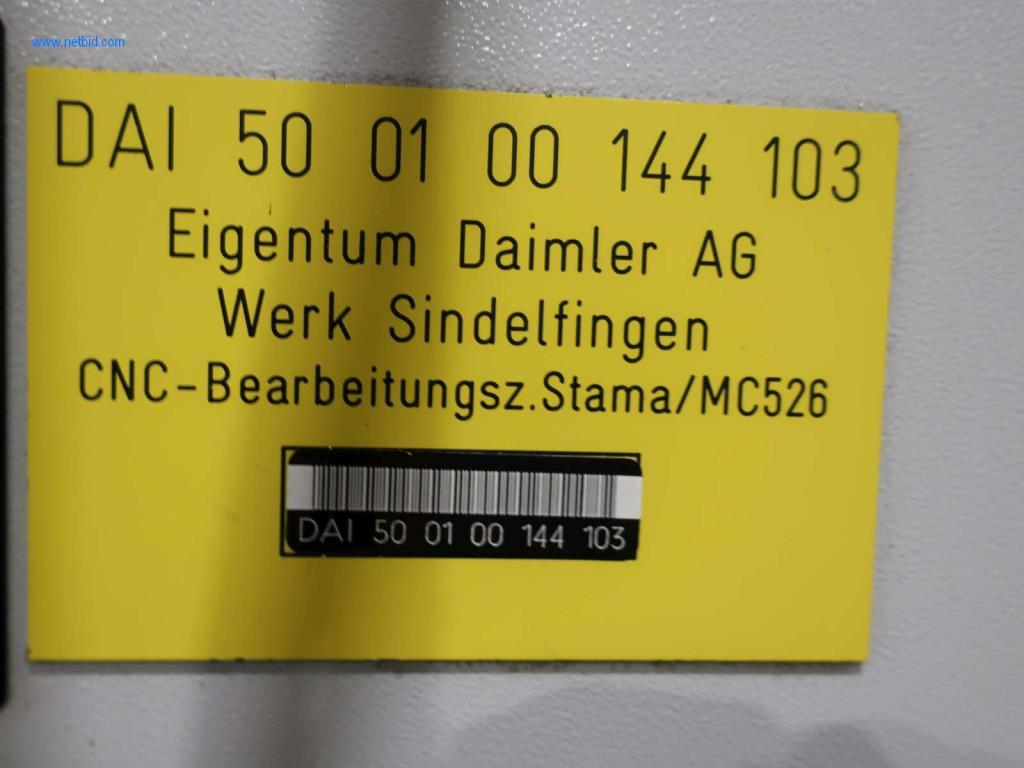 www.netbid.com
DAI 50 01 00 144 103
Eigentum Daimler AG
Werk Sindelfingen
CNC-Bearbeitungsz.Stama/MC526
DAI 50 01 00 144 103